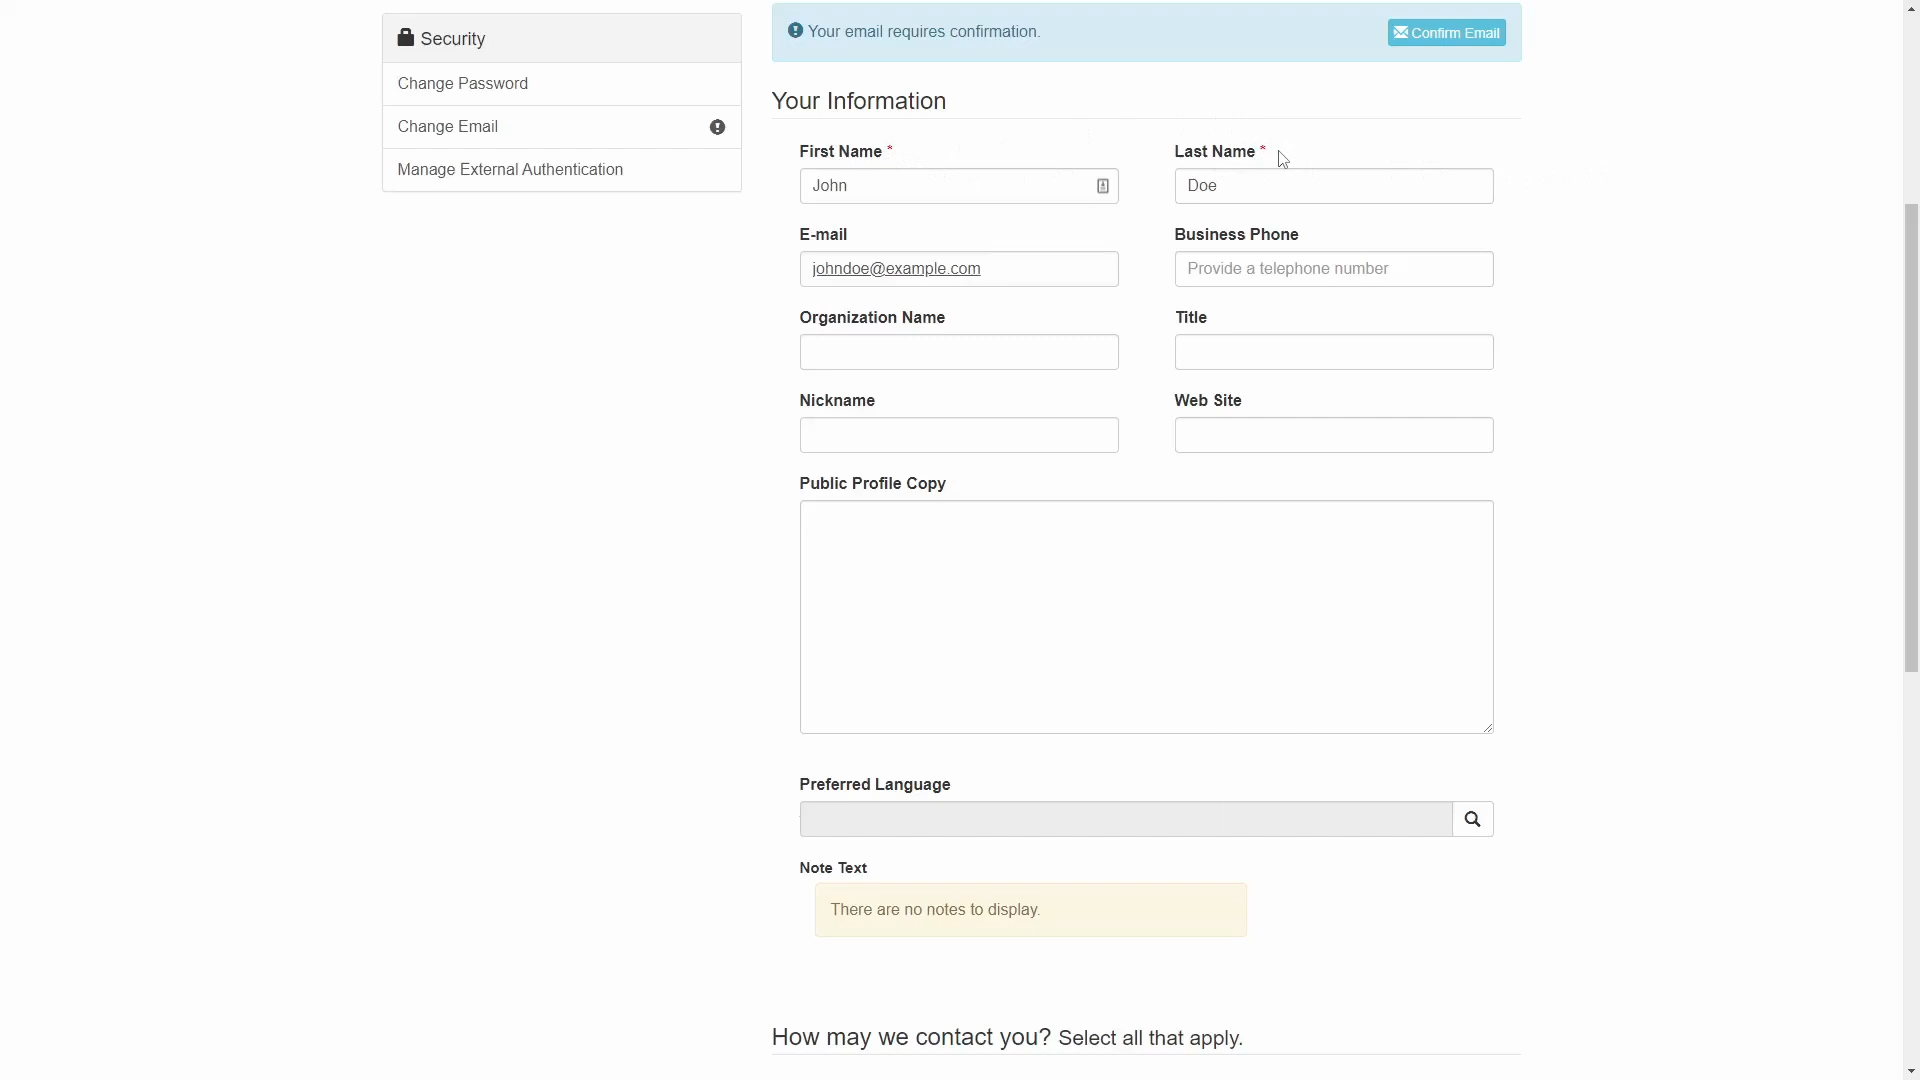 Security
Change Password
Change Email
Manage External Authentication
Your email requires confirmation.
Confirm Email
Your Information
First Name *
Last Name *
John
Doe
E-mail
Business Phone
johndoe@example.com
Provide a telephone number
Organization Name
Title
Nickname
Web Site
Public Profile Copy
Preferred Language
Note Text
There are no notes to display.
How may we contact you? Select all that apply.